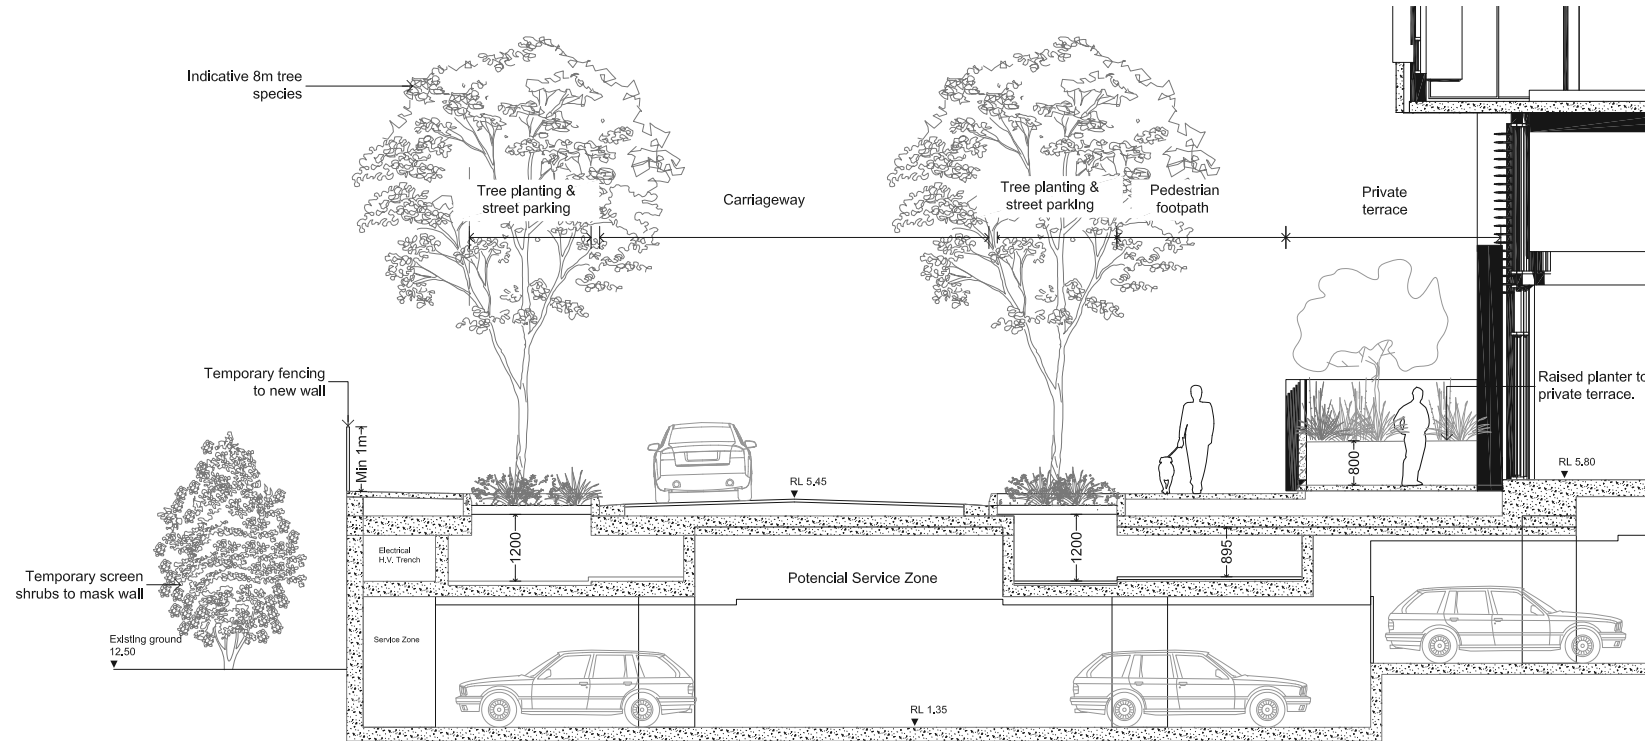 Indicative 8m tree
species
Tree planting &
street parking
Carriageway
Tree planting &
street parking
Pedestrian
footpath
Private
terrace
Temporary fencing
to new wall
Min 1m
Raised planter to
private terrace.
800
RL 5.80
RL 5.45
1200
1200
895
Electrical
H.V. Trench
Potencial Service Zone
Temporary screen
shrubs to mask wall
Existing ground
12.50
Service Zone
RL 1.35